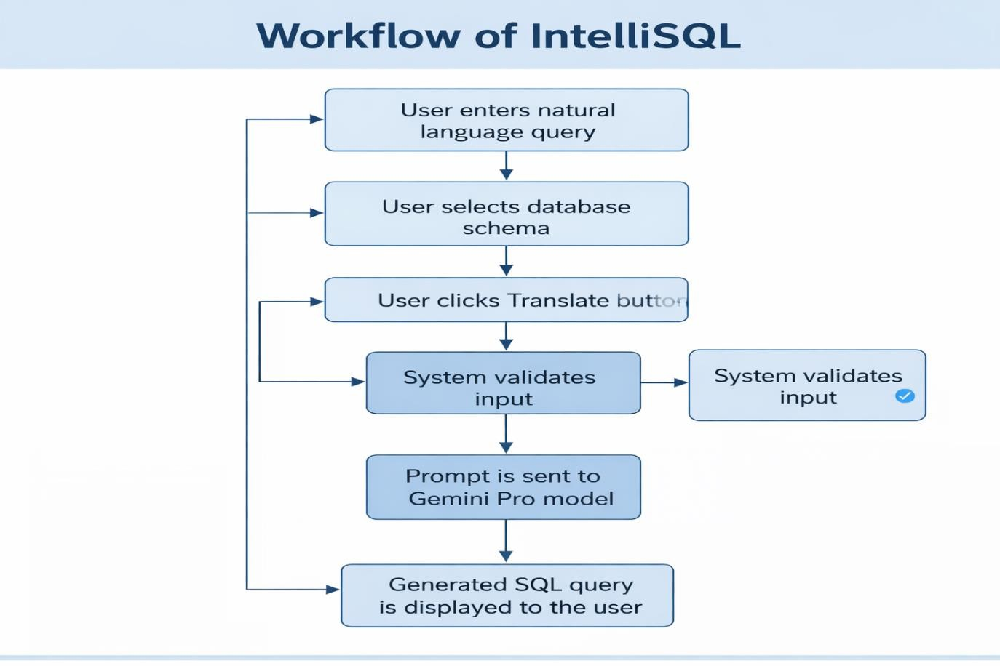 Workflow of IntelliSQL
User enters natural
language query
User selects database
schema
User clicks Translate button
System validates
input
System validates
input
Prompt is sent to
Gemini Pro model
Generated SQL query
is displayed to the user